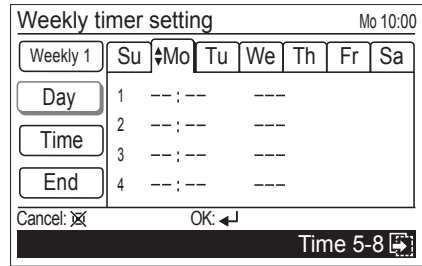 Weekly timer setting Mo 10:00
Weekly 1 Su Mo Tu We Th Fr Sa
Day 1 --:-- ---
2 --:-- ---
Time
3 --:-- ---
End 4 --:-- ---
Cancel: OK:
Time 5-8